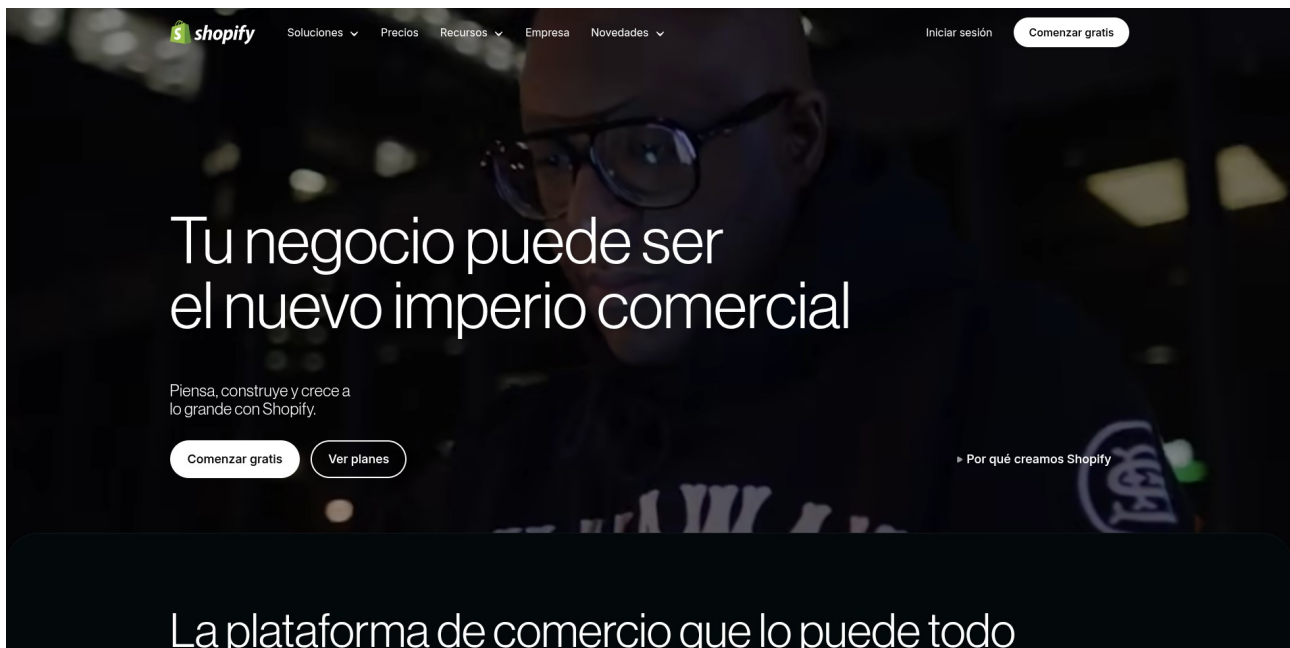 shopify
Soluciones
Precios
Recursos
Empresa
Novedades
Iniciar sesión
Comenzar gratis
Tu negocio puede ser
el nuevo imperio comercial
Piensa, construye y crece a
lo grande con Shopify.
Comenzar gratis
Ver planes
Por qué creamos Shopify
La plataforma de comercio que lo puede todo